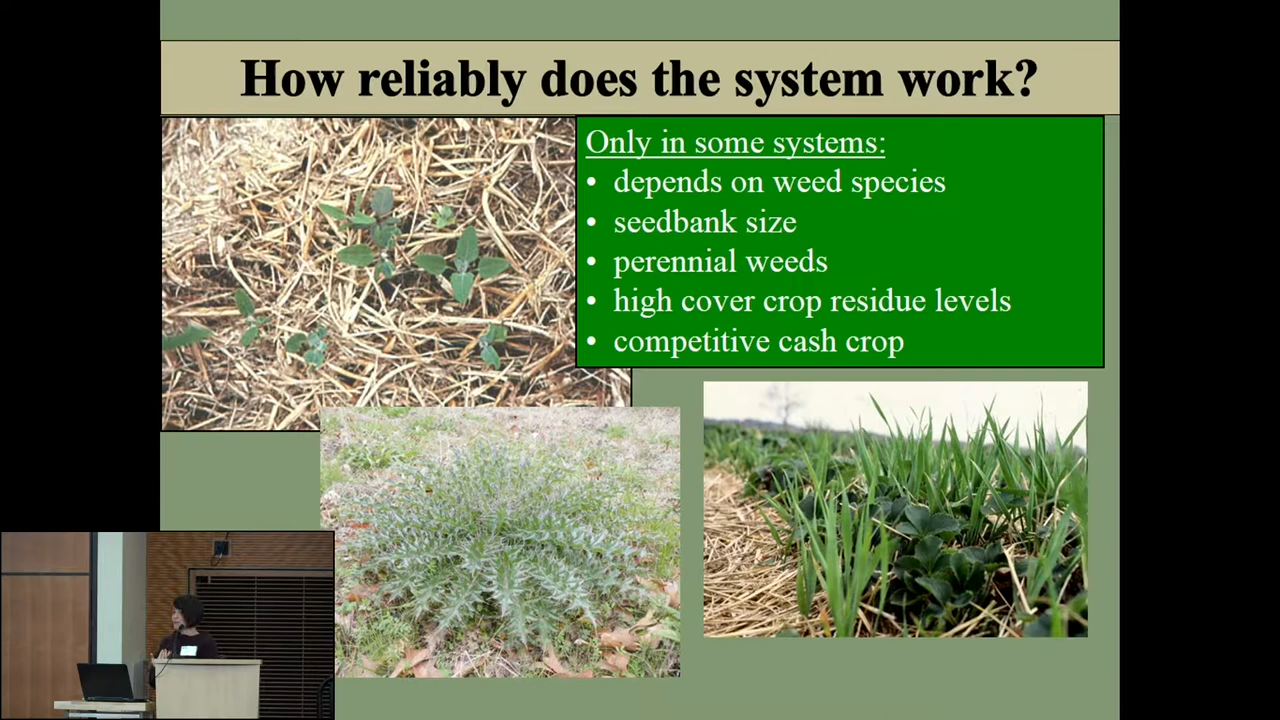 How reliably does the system work?
Only in some systems:
• depends on weed species
• seedbank size
• perennial weeds
• high cover crop residue levels
• competitive cash crop